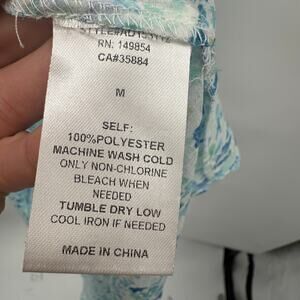 RN: 149854
CA#35884
M
SELF:
100%POLYESTER
MACHINE WASH COLD
ONLY NON-CHLORINE
BLEACH WHEN
NEEDED
TUMBLE DRY LOW
COOL IRON IF NEEDED
MADE IN CHINA